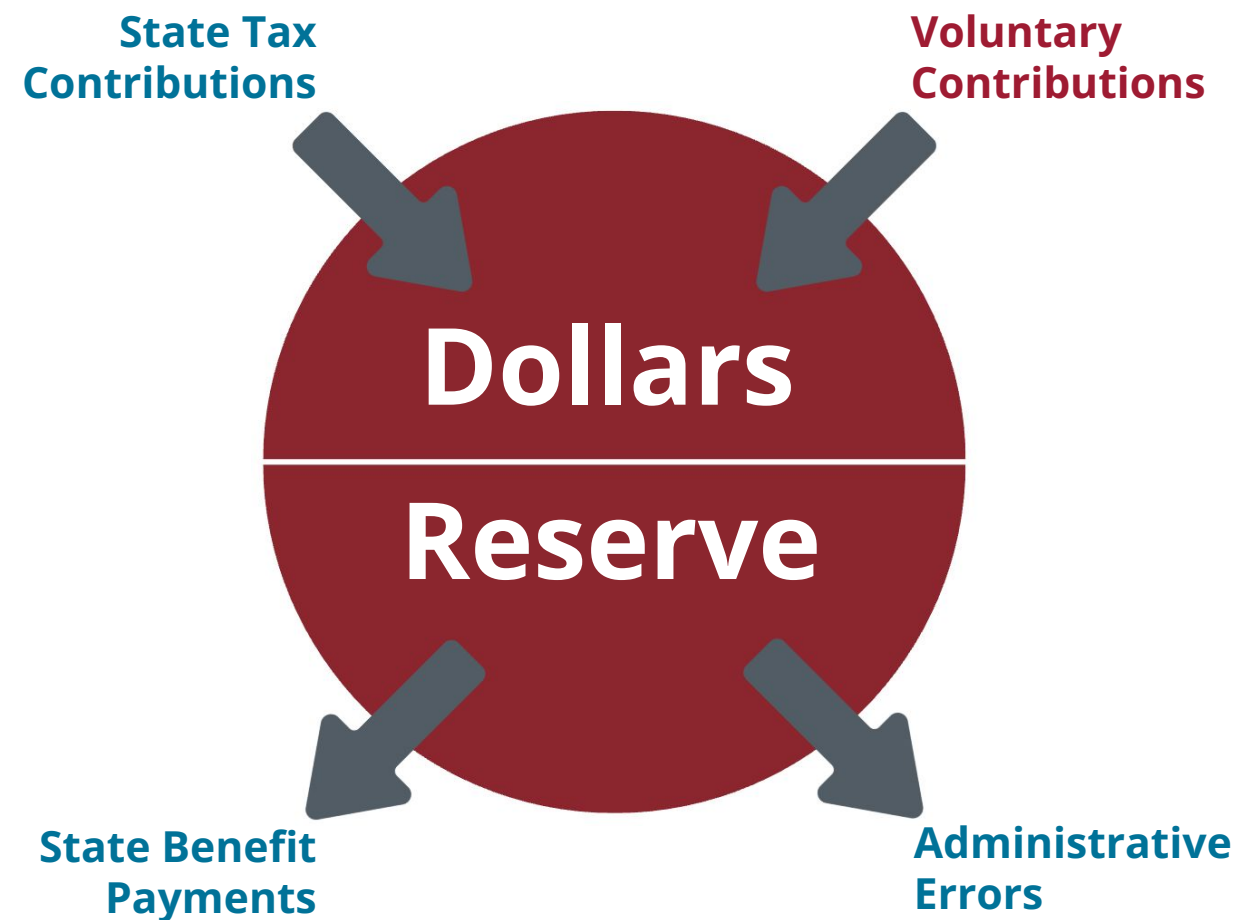 State Tax
Contributions
Voluntary
Contributions
Dollars
Reserve
State Benefit
Payments
Administrative
Errors